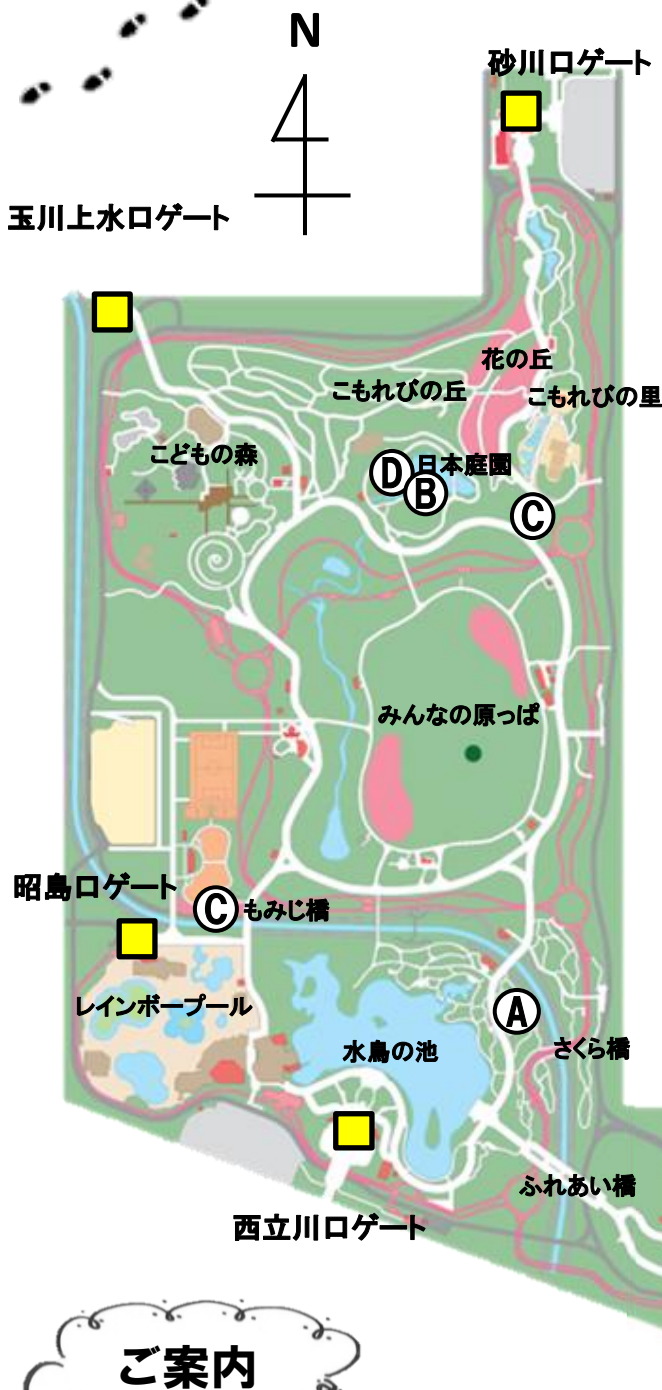 N
砂川口ゲート
玉川上水口ゲート
花の丘
こもれびの丘
こもれびの里
こどもの森
日本庭園
D
B
C
みんなの原っぱ
昭島口ゲート
C
もみじ橋
レインボープール
A
水鳥の池
さくら橋
ふれあい橋
西立川口ゲート
ご案内